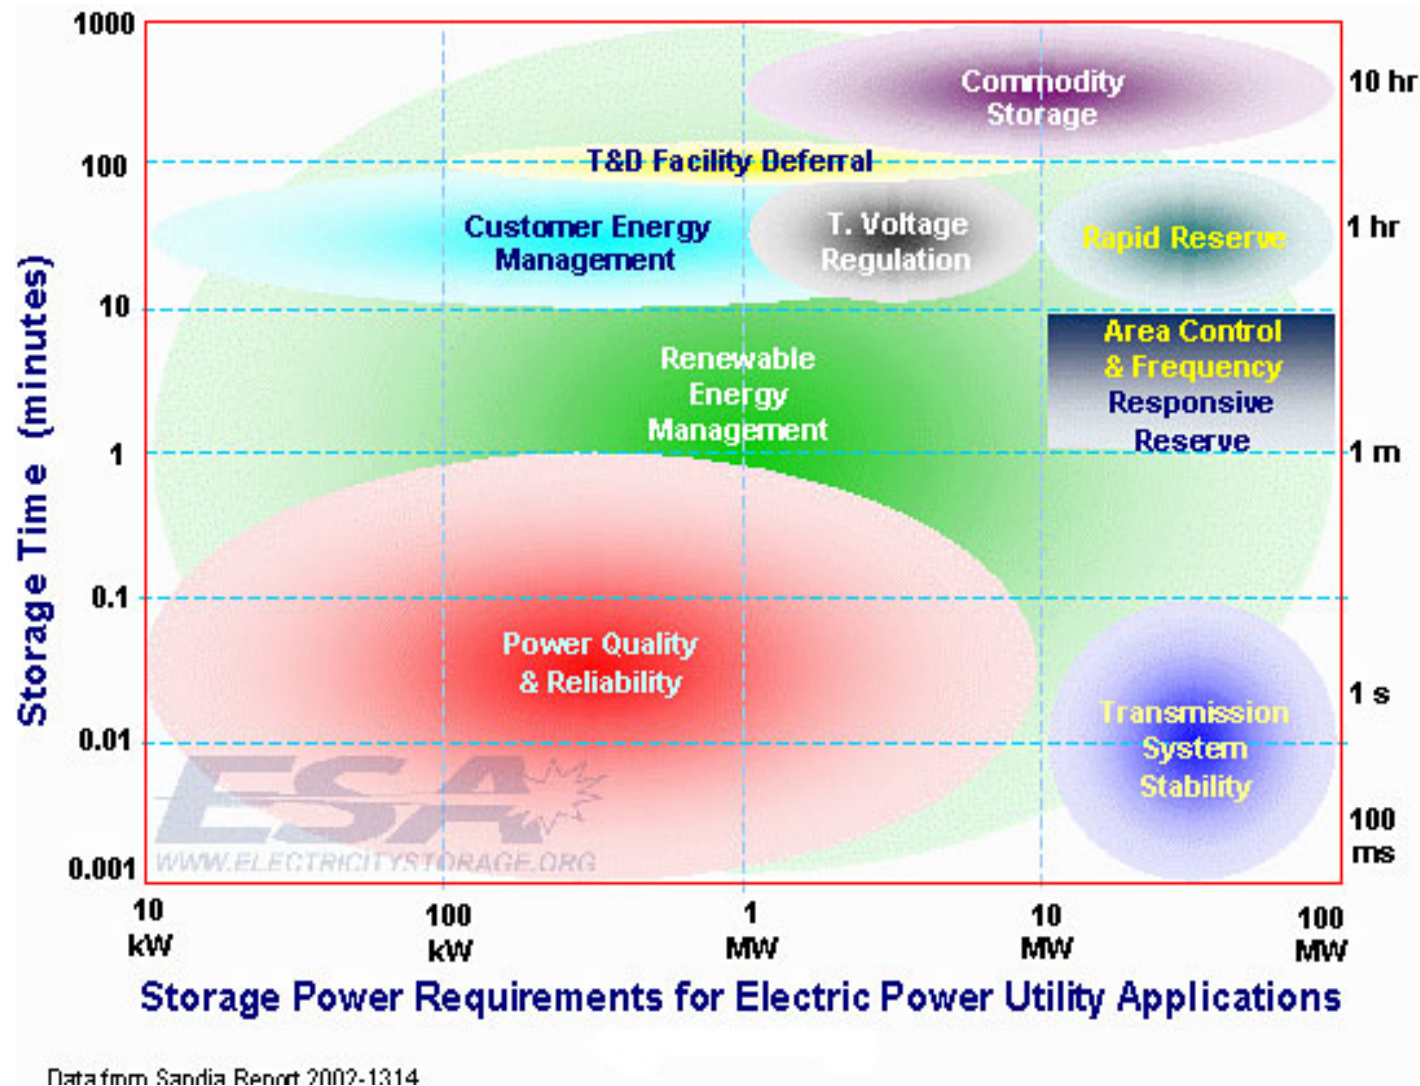 1000
10 hr
Commodity
Storage
100
T&D Facility Deferral
Customer Energy
Management
T. Voltage
Regulation
Rapid Reserve
1 hr
10
Renewable
Energy
Management
Area Control
& Frequency
Responsive
Reserve
1
1 m
0.1
Power Quality
& Reliability
1 s
Transmission
System
Stability
0.01
100
ms
ESA
WWW.ELECTRICITYSTORAGE.ORG
0.001
Storage Time (minutes)
10
kW
100
kW
1
MW
10
MW
100
MW
Storage Power Requirements for Electric Power Utility Applications
Data from Sandia Report 2002-1314